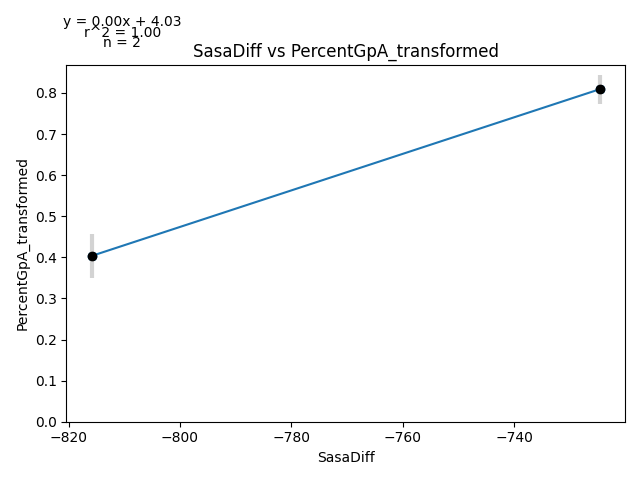 y = 0.00x + 4.03
r^2 = 1.00
n = 2
SasaDiff vs PercentGpA_transformed
PercentGpA_transformed
0.8
0.7
0.6
0.5
0.4
0.3
0.2
0.1
0.0
−820
−800
−780
−760
−740
SasaDiff